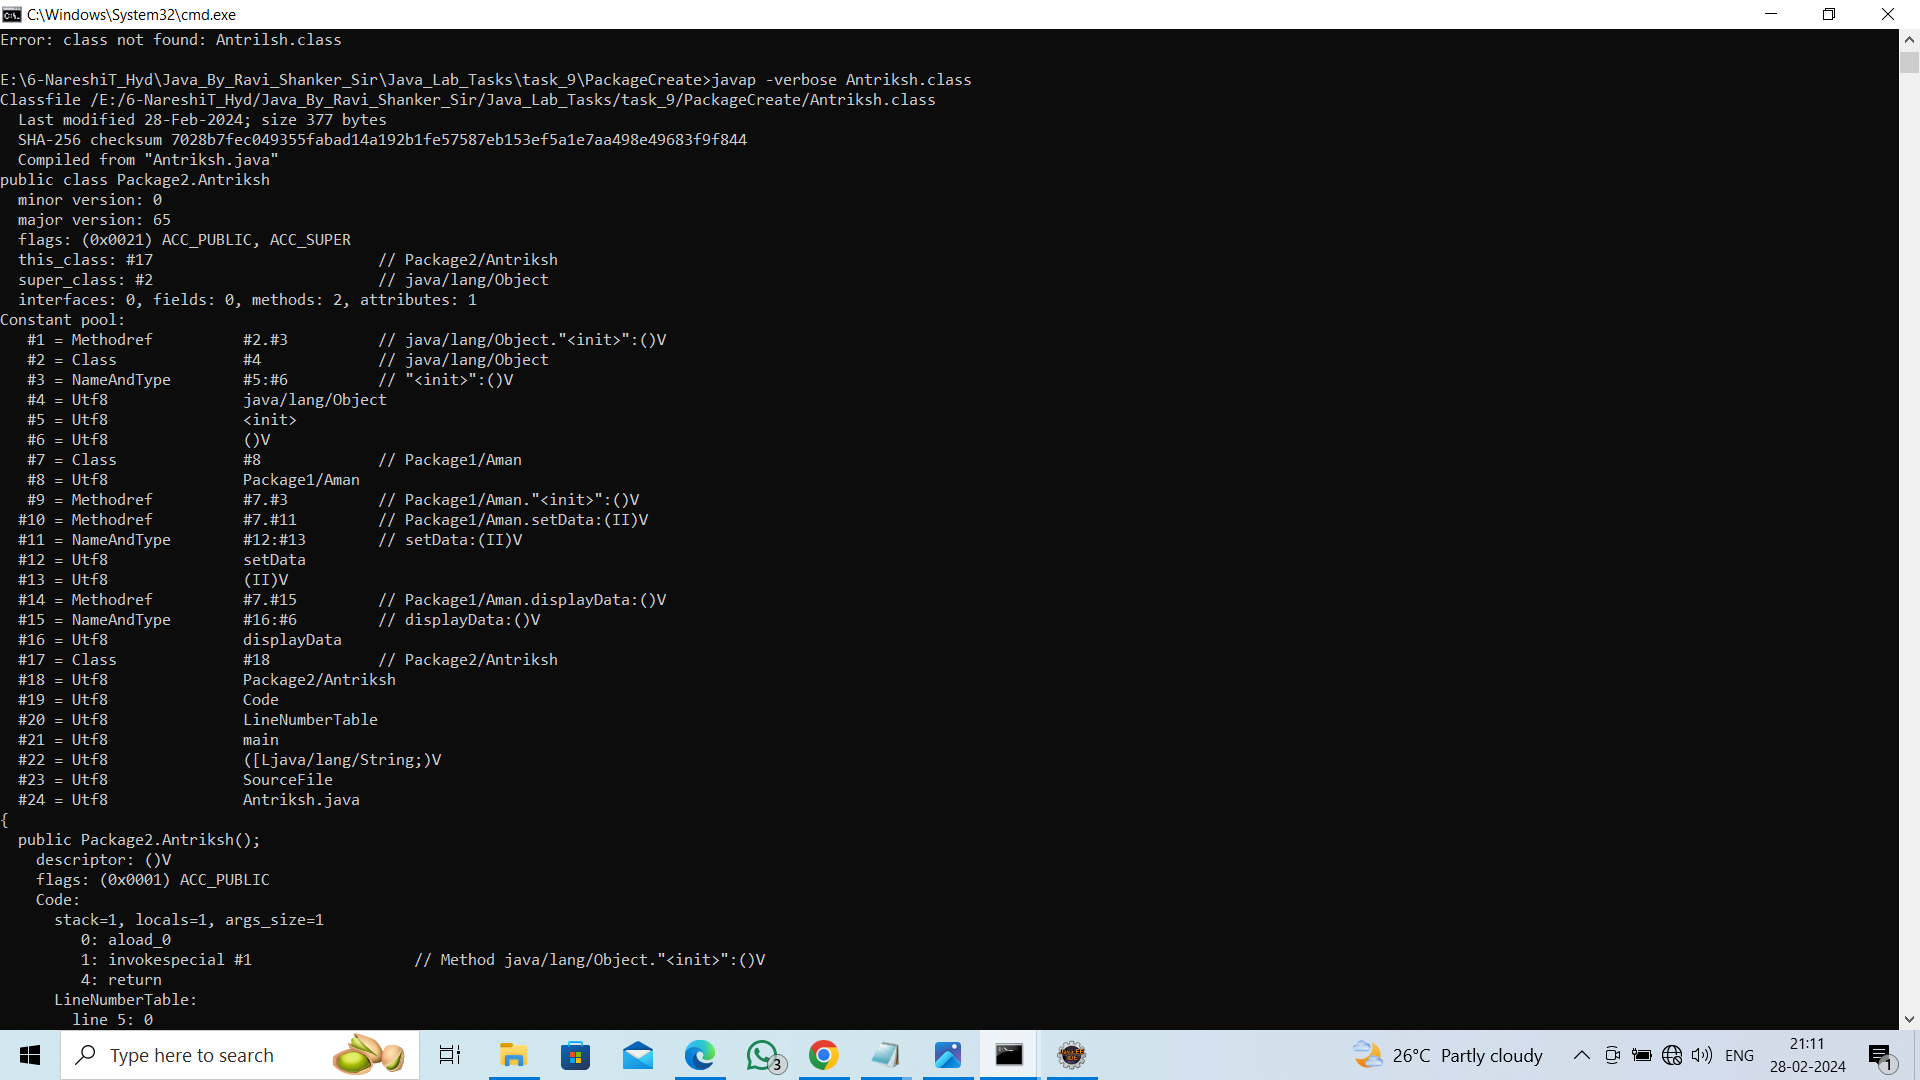 C:\Windows\System32\cmd.exe
Error: class not found: Antrilsh.class
E:\6-NareshiT_Hyd\Java_By_Ravi_Shanker_Sir\Java_Lab_Tasks\task_9\PackageCreate>javap -verbose Antriksh.class
Classfile /E:/6-NareshiT_Hyd/Java_By_Ravi_Shanker_Sir/Java_Lab_Tasks/task_9/PackageCreate/Antriksh.class
  Last modified 28-Feb-2024; size 377 bytes
  SHA-256 checksum 7028b7fec049355fabad14a192b1fe57587eb153ef5a1e7aa498e49683f9f844
  Compiled from "Antriksh.java"
public class Package2.Antriksh
  minor version: 0
  major version: 65
  flags: (0x0021) ACC_PUBLIC, ACC_SUPER
  this_class: #17                         // Package2/Antriksh
  super_class: #2                         // java/lang/Object
  interfaces: 0, fields: 0, methods: 2, attributes: 1
Constant pool:
   #1 = Methodref          #2.#3          // java/lang/Object."<init>":()V
   #2 = Class              #4             // java/lang/Object
   #3 = NameAndType        #5:#6          // "<init>":()V
   #4 = Utf8               java/lang/Object
   #5 = Utf8               <init>
   #6 = Utf8               ()V
   #7 = Class              #8             // Package1/Aman
   #8 = Utf8               Package1/Aman
   #9 = Methodref          #7.#3          // Package1/Aman."<init>":()V
  #10 = Methodref          #7.#11         // Package1/Aman.setData:(II)V
  #11 = NameAndType        #12:#13        // setData:(II)V
  #12 = Utf8               setData
  #13 = Utf8               (II)V
  #14 = Methodref          #7.#15         // Package1/Aman.displayData:()V
  #15 = NameAndType        #16:#6         // displayData:()V
  #16 = Utf8               displayData
  #17 = Class              #18            // Package2/Antriksh
  #18 = Utf8               Package2/Antriksh
  #19 = Utf8               Code
  #20 = Utf8               LineNumberTable
  #21 = Utf8               main
  #22 = Utf8               ([Ljava/lang/String;)V
  #23 = Utf8               SourceFile
  #24 = Utf8               Antriksh.java
{
  public Package2.Antriksh();
    descriptor: ()V
    flags: (0x0001) ACC_PUBLIC
    Code:
      stack=1, locals=1, args_size=1
         0: aload_0
         1: invokespecial #1                  // Method java/lang/Object."<init>":()V
         4: return
      LineNumberTable:
        line 5: 0
Type here to search
3
26°C Partly cloudy
ENG
21:11
28-02-2024
1